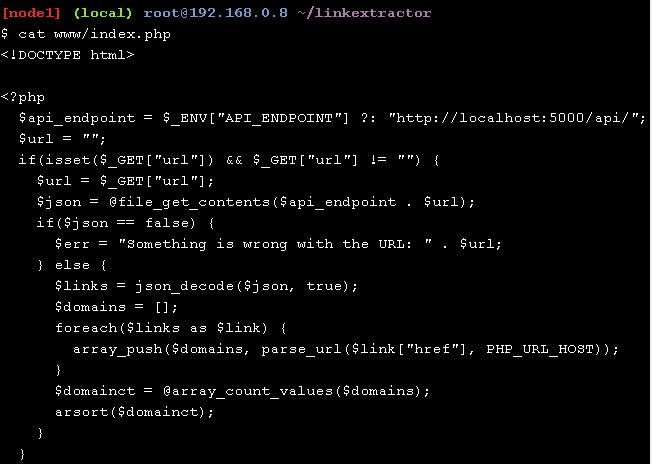 [node1] (local) root@192.168.0.8 ~/linkextractor
$ cat www/index.php
<!DOCTYPE html>

<?php
  $api_endpoint = $_ENV["API_ENDPOINT"] ?: "http://localhost:5000/api/";
  $url = "";
  if(isset($_GET["url"]) && $_GET["url"] != "") {
    $url = $_GET["url"];
    $json = @file_get_contents($api_endpoint . $url);
    if($json == false) {
      $err = "Something is wrong with the URL: " . $url;
    } else {
      $links = json_decode($json, true);
      $domains = [];
      foreach($links as $link) {
        array_push($domains, parse_url($link["href"], PHP_URL_HOST));
      }
      $domainct = @array_count_values($domains);
      arsort($domainct);
    }
  }